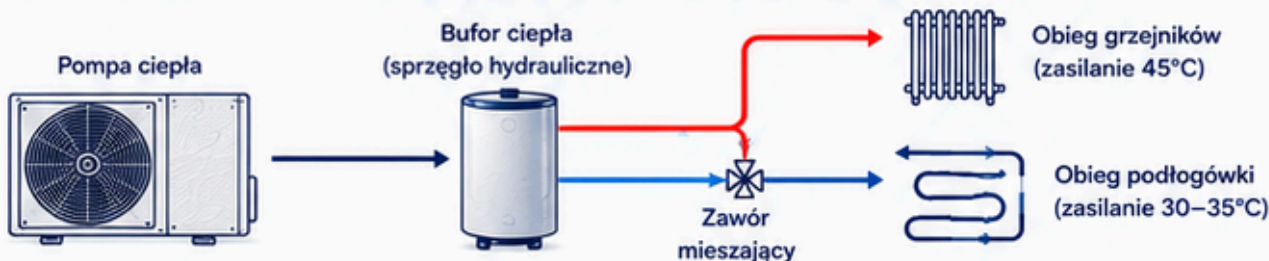 Pompa ciepła
Bufor ciepła
(sprzęgło hydrauliczne)
Zawór
mieszający
Obieg grzejników
(zasilanie 45°C)
Obieg podłogówki
(zasilanie 30–35°C)